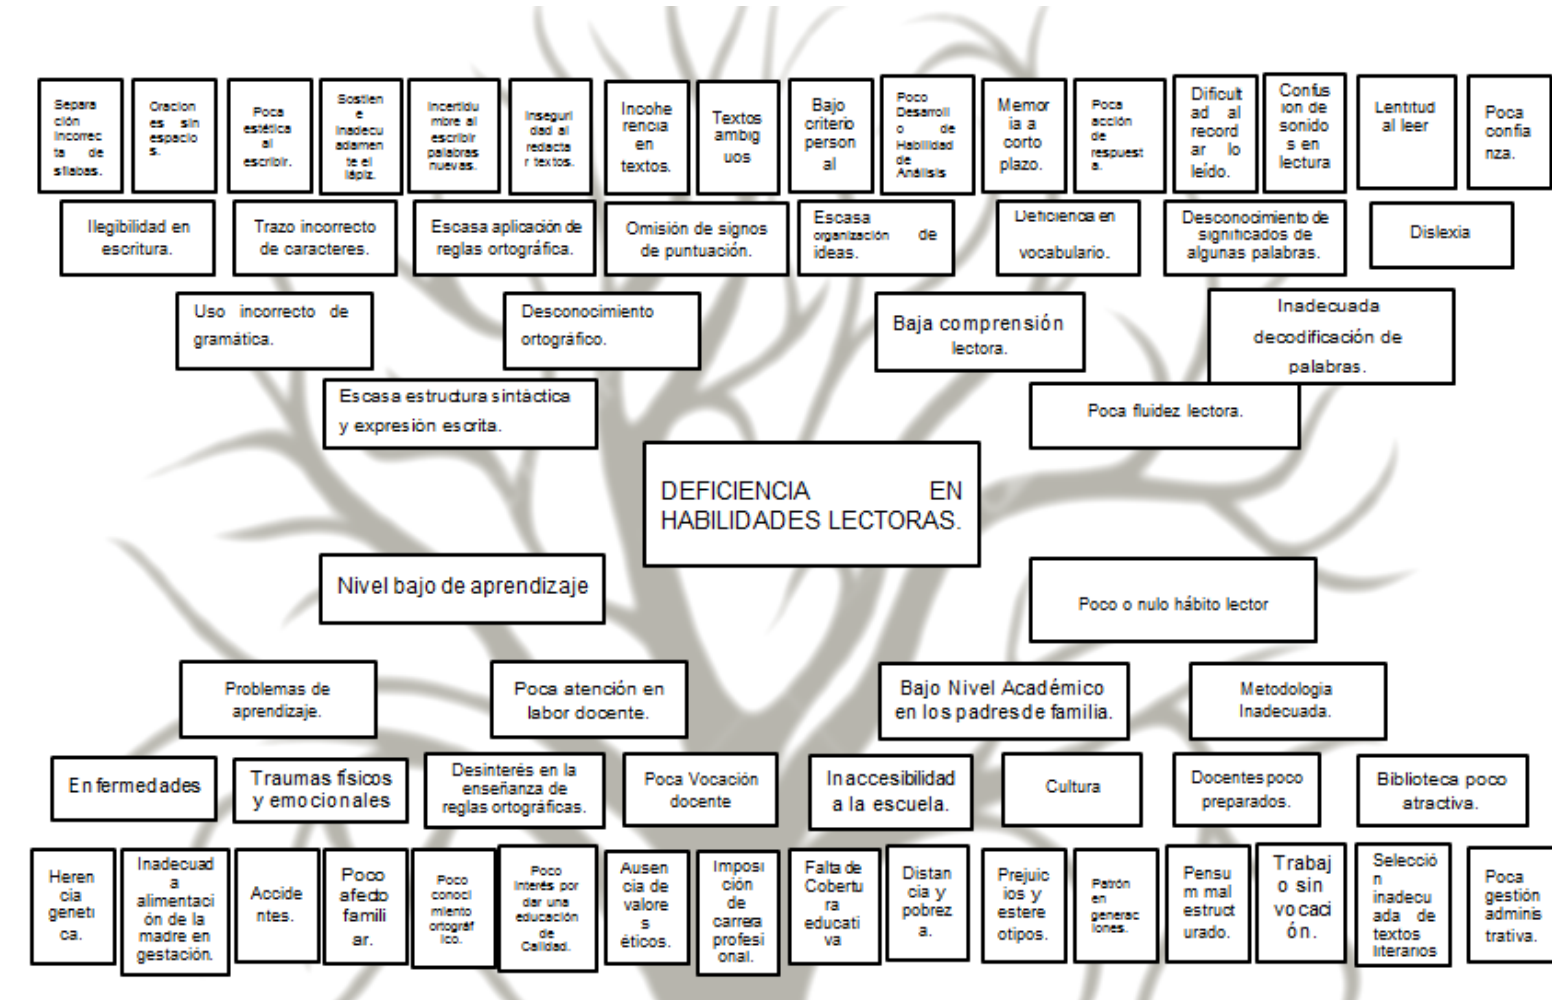 Separa
ción
incorrec
ta de
sílabas.
Oracion
es sin
espacio
s.
Poca
estética
al
escribir.
Sostien
e
inadecu
adamen
te el
lápiz.
Incertidu
mbre al
escribir
palabras
nuevas.
Inseguri
dad al
redacta
r textos.
Incohe
rencia
en
textos.
Textos
ambig
uos
Bajo
criterio
person
al
Poco
Desarroll
o de
Habilidad
de
Análisis
Memor
ia a
corto
plazo.
Poca
acción
de
respuest
a.
Dificult
ad al
record
ar lo
leído.
Confus
ion de
sonido
s en
lectura
Lentitud
al leer
Poca
confia
nza.
Ilegibilidad en
escritura.
Trazo incorrecto
de caracteres.
Escasa aplicación de
reglas ortográfica.
Omisión de signos
de puntuación.
Escasa
organización de
ideas.
Deficiencia en
vocabulario.
Desconocimiento de
significados de
algunas palabras.
Dislexia
Uso incorrecto de
gramática.
Desconocimiento
ortográfico.
Baja comprensión
lectora.
Inadecuada
decodificación de
palabras.
Escasa estructura sintáctica
y expresión escrita.
Poca fluidez lectora.
DEFICIENCIA EN
HABILIDADES LECTORAS.
Nivel bajo de aprendizaje
Poco o nulo hábito lector
Problemas de
aprendizaje.
Poca atención en
labor docente.
Bajo Nivel Académico
en los padres de familia.
Metodologia
Inadecuada.
Enfermedades
Traumas físicos
y emocionales
Desinterés en la
enseñanza de
reglas ortográficas.
Poca Vocación
docente
Inaccesibilidad
a la escuela.
Cultura
Docentes poco
preparados.
Biblioteca poco
atractiva.
Heren
cia
geneti
ca.
Inadecuad
a
alimentaci
ón de la
madre en
gestación.
Accide
ntes.
Poco
afecto
famili
ar.
Poco
conoci
miento
ortográf
ico.
Poco
interés por
dar una
educación
de
Calidad.
Ausen
cia de
valore
s
éticos.
Imposi
ción
de
carrera
profesi
onal.
Falta de
Cobertu
ra
educati
va
Distan
cia y
pobrez
a.
Prejuic
ios y
estere
otipos.
Patrón
en
generac
iones.
Pensu
m mal
estruct
urado.
Trabaj
o sin
vocaci
ón.
Selecció
n
inadecu
ada de
textos
literarios
Poca
gestión
adminis
trativa.